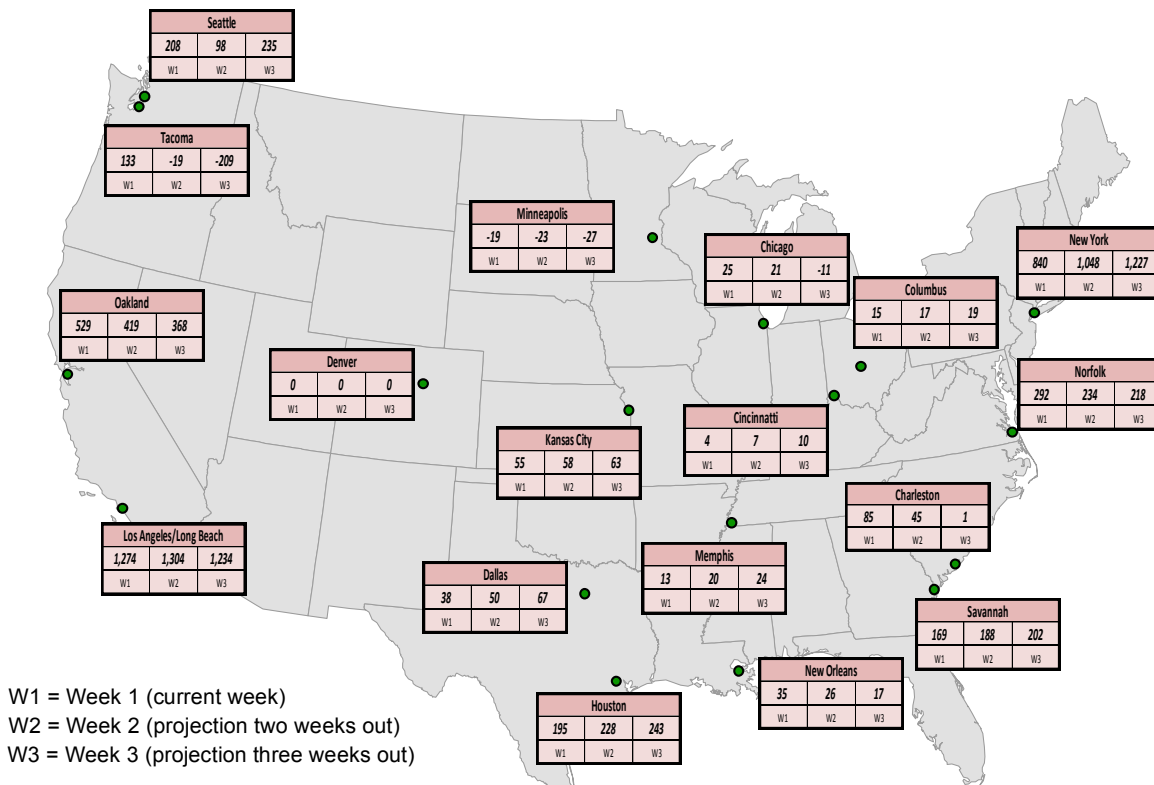 Seattle
208 98 235
W1 W2 W3
Tacoma
133 -19 -209
W1 W2 W3
Minneapolis
-19 -23 -27
W1 W2 W3
Chicago
25 21 -11
W1 W2 W3
New York
840 1,048 1,227
W1 W2 W3
Columbus
15 17 19
W1 W2 W3
Oakland
529 419 368
W1 W2 W3
Denver
0 0 0
W1 W2 W3
Norfolk
292 234 218
W1 W2 W3
Cincinnatti
4 7 10
W1 W2 W3
Kansas City
55 58 63
W1 W2 W3
Charleston
85 45 1
W1 W2 W3
Los Angeles/Long Beach
1,274 1,304 1,234
W1 W2 W3
Memphis
13 20 24
W1 W2 W3
Dallas
38 50 67
W1 W2 W3
Savannah
169 188 202
W1 W2 W3
New Orleans
35 26 17
W1 W2 W3
Houston
195 228 243
W1 W2 W3
W1 = Week 1 (current week)
W2 = Week 2 (projection two weeks out)
W3 = Week 3 (projection three weeks out)